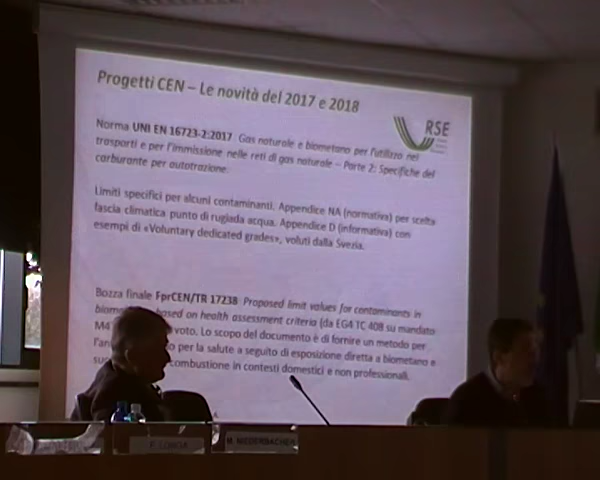 Progetti CEN – Le novità del 2017 e 2018
RSE
Norma UNI EN 16723-2:2017 Gas naturale e biometano per l'utilizzo nei
trasporti e per l'immissione nelle reti di gas naturale – Parte 2: Specifiche del
carburante per autotrazione.
Limiti specifici per alcuni contaminanti. Appendice NA (normativa) per scelta
fascia climatica punto di rugiada acqua. Appendice D (informativa) con
esempi di «Voluntary dedicated grades», voluti dalla Svezia.
Bozza finale FprCEN/TR 17238 Proposed limit values for contaminants in
based on health assessment criteria (da EG4 TC 408 su mandato
voto. Lo scopo del documento è di fornire un metodo per
per la salute a seguito di esposizione diretta a biometano e
combustione in contesti domestici e non professionali.
M. NIEDERBACHER